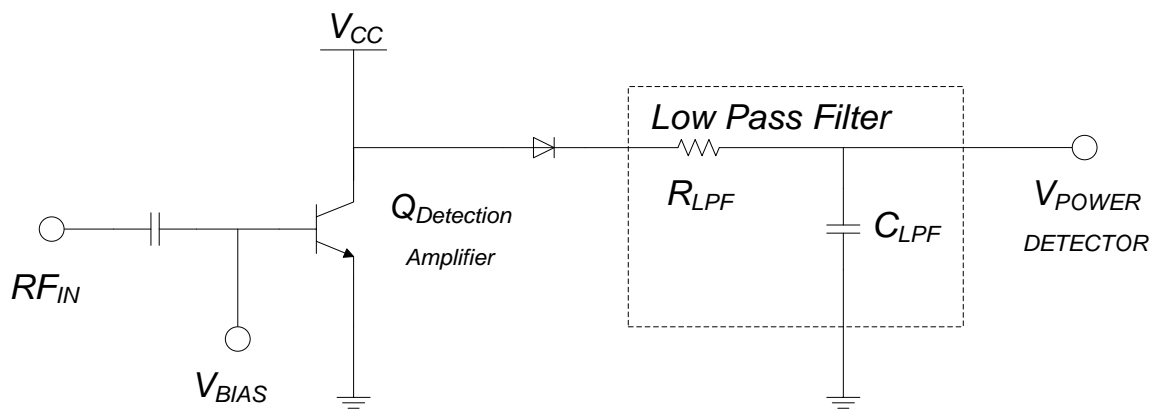 VCC
Low Pass Filter
RLPF
QDetection
Amplifier
CLPF
VPOWER
DETECTOR
RFIN
VBIAS